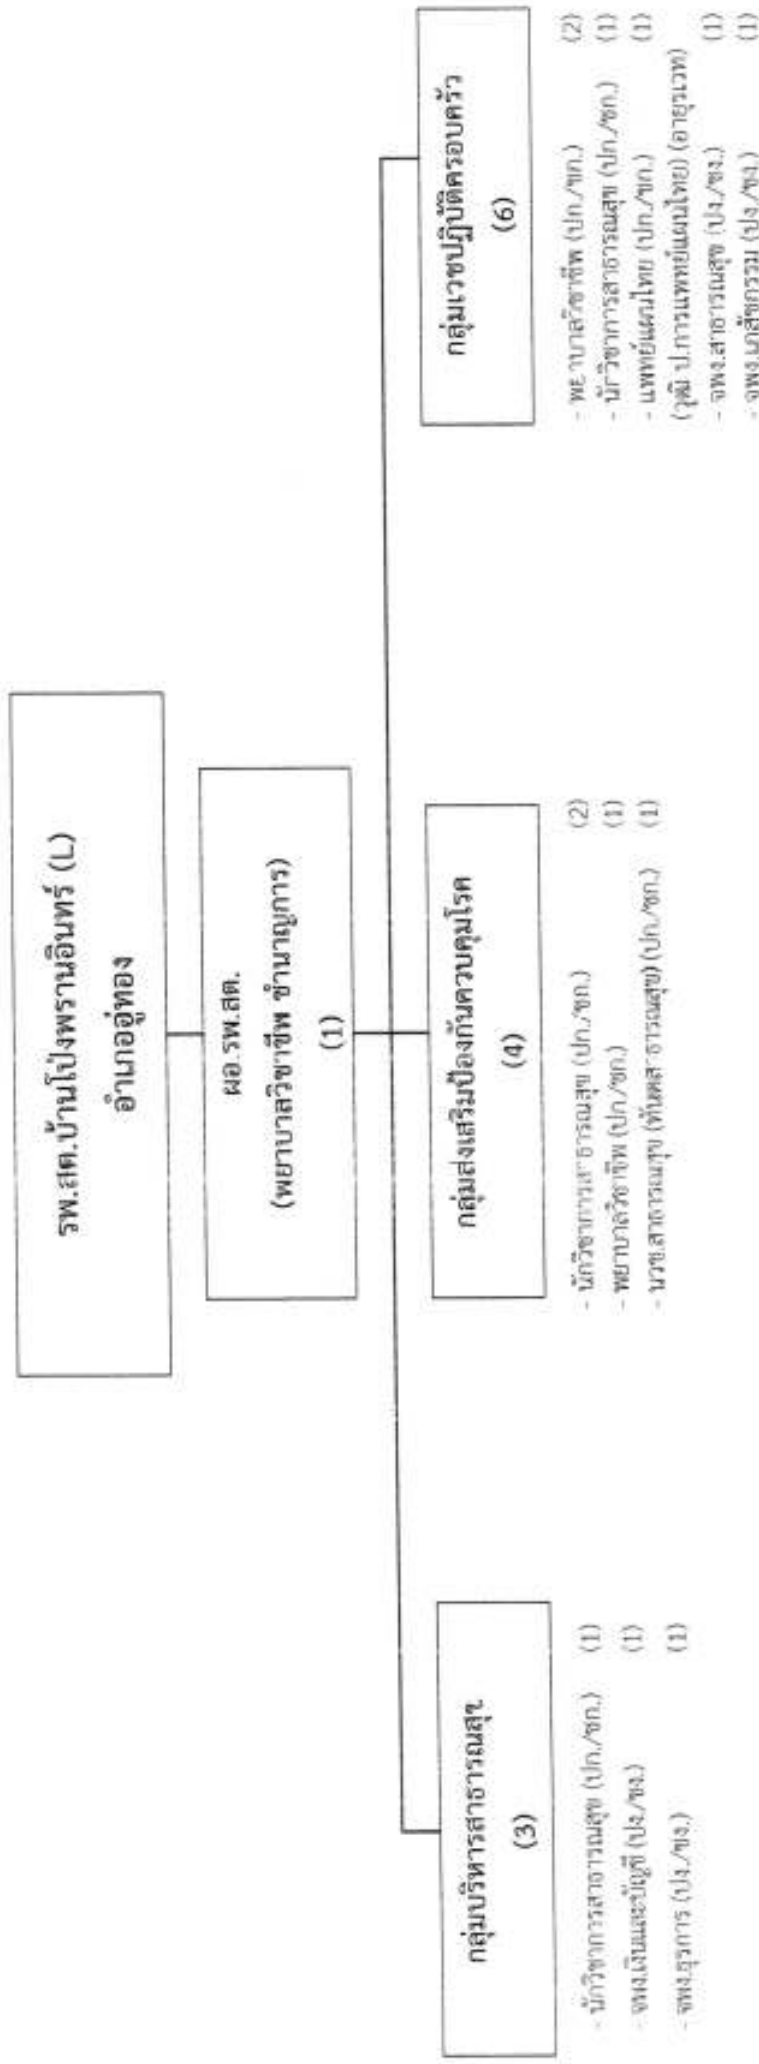 รพ.สต.บ้านโป่งพรานอินทร์ (L)
อำเภออู่ทอง
ผอ.รพ.สต.
(พยาบาลวิชาชีพ ชำนาญการ)
(1)
กลุ่มบริหารสาธารณสุข
(3)
- นักวิชาการสาธารณสุข (ปก./ชก.) (1)
- จพง.เงินและบัญชี (ปง./ชง.) (1)
- จพง.ธุรการ (ปง./ชง.) (1)
กลุ่มส่งเสริมป้องกันควบคุมโรค
(4)
- นักวิชาการสาธารณสุข (ปก./ชก.) (2)
- พยาบาลวิชาชีพ (ปก./ชก.) (1)
- นวช.สาธารณสุข (ทันตสาธารณสุข) (ปก./ชก.) (1)
กลุ่มเวชปฏิบัติครอบครัว
(6)
- พยาบาลวิชาชีพ (ปก./ชก.) (2)
- นักวิชาการสาธารณสุข (ปก./ชก.) (1)
- แพทย์แผนไทย (ปก./ชก.) (1)
(วุฒิ ป.การแพทย์แผนไทย) (อายุรเวท)
- จพง.สาธารณสุข (ปง./ชง.) (1)
- จพง.เภสัชกรรม (ปง./ชง.) (1)